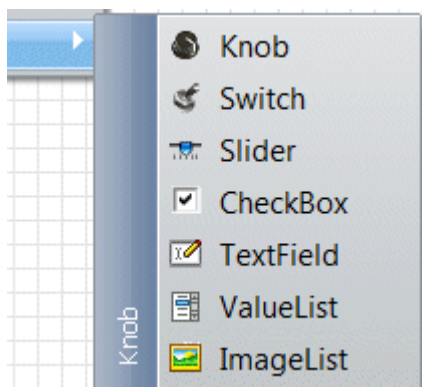 Knob
Switch
Slider
CheckBox
TextField
ValueList
ImageList
Knob